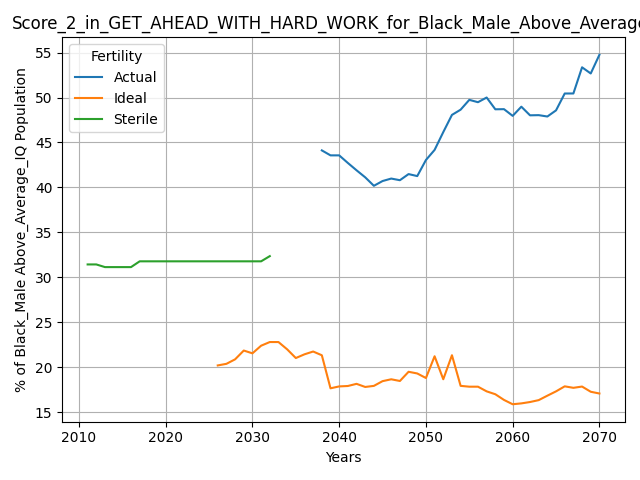 Score_2_in_GET_AHEAD_WITH_HARD_WORK_for_Black_Male_Above_Average
Fertility
Actual
Ideal
Sterile
% of Black_Male Above_Average_IQ Population
55
50
45
40
35
30
25
20
15
2010 2020 2030 2040 2050 2060 2070
Years